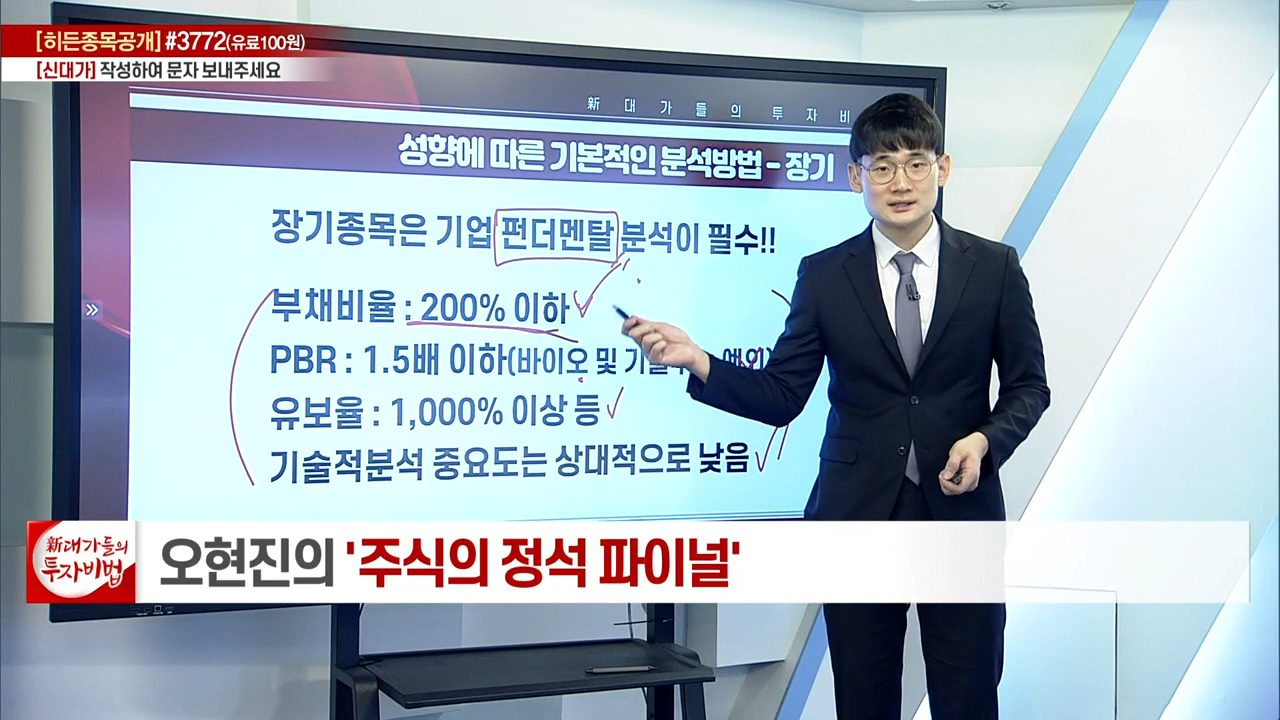 [히든종목공개] #3772(유료100원)
[신대가] 작성하여 문자 보내주세요
新 대 가 들 의 투 자 비
성향에 따른 기본적인 분석방법 - 장기
장기종목은 기업 펀더멘탈 분석이 필수!!
부채비율 : 200% 이하
PBR : 1.5배 이하(바이오 및 예외)
유보율 : 1,000% 이상 등
기술적분석 중요도는 상대적으로 낮음
新대가들의
투자비법
오현진의 '주식의 정석 파이널'